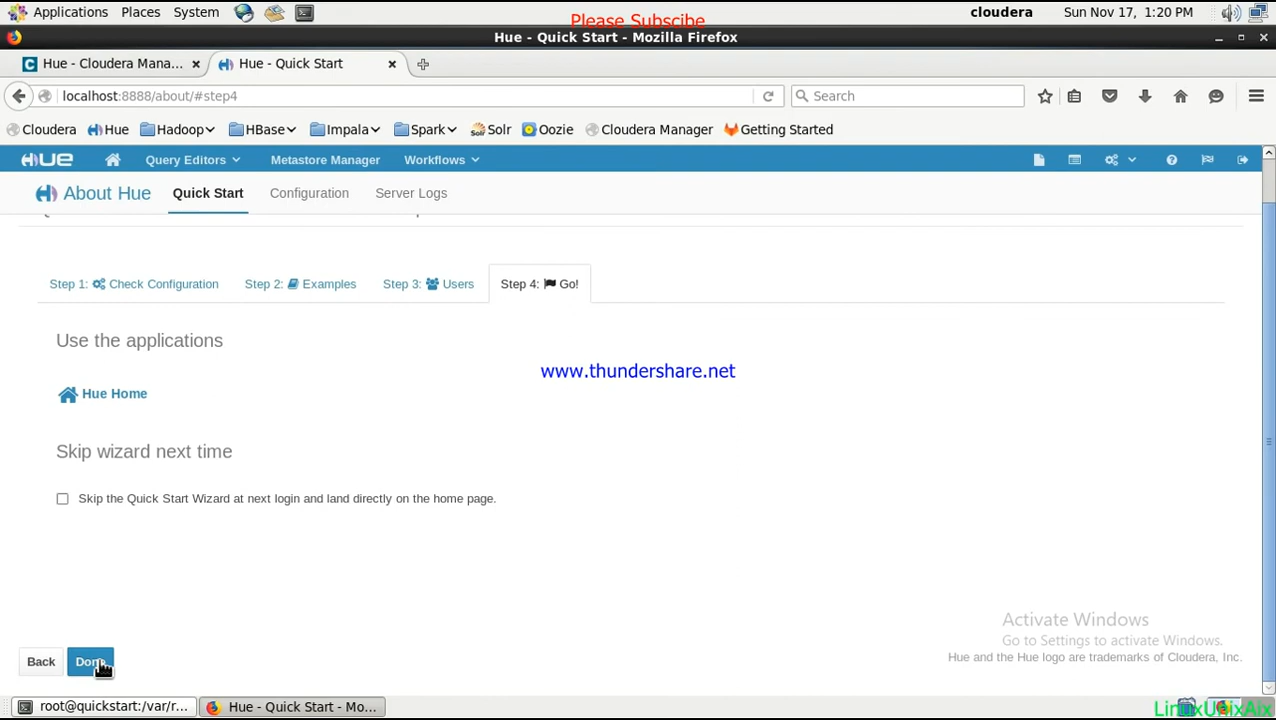 Applications Places System cloudera Sun Nov 17, 1:20 PM
Please Subscibe
Hue - Quick Start - Mozilla Firefox
Hue - Cloudera Mana... Hue - Quick Start
localhost:8888/about/#step4 Search
Cloudera Hue Hadoop HBase Impala Spark Solr Oozie Cloudera Manager Getting Started
HUE Query Editors Metastore Manager Workflows
About Hue Quick Start Configuration Server Logs
Step 1: Check Configuration Step 2: Examples Step 3: Users Step 4: Go!
Use the applications
www.thundershare.net
Hue Home
Skip wizard next time
Skip the Quick Start Wizard at next login and land directly on the home page.
Activate Windows
Go to Settings to activate Windows.
Hue and the Hue logo are trademarks of Cloudera, Inc.
Back
root@quickstart:/var/r... Hue - Quick Start - Mo...
LinuxUnixAix